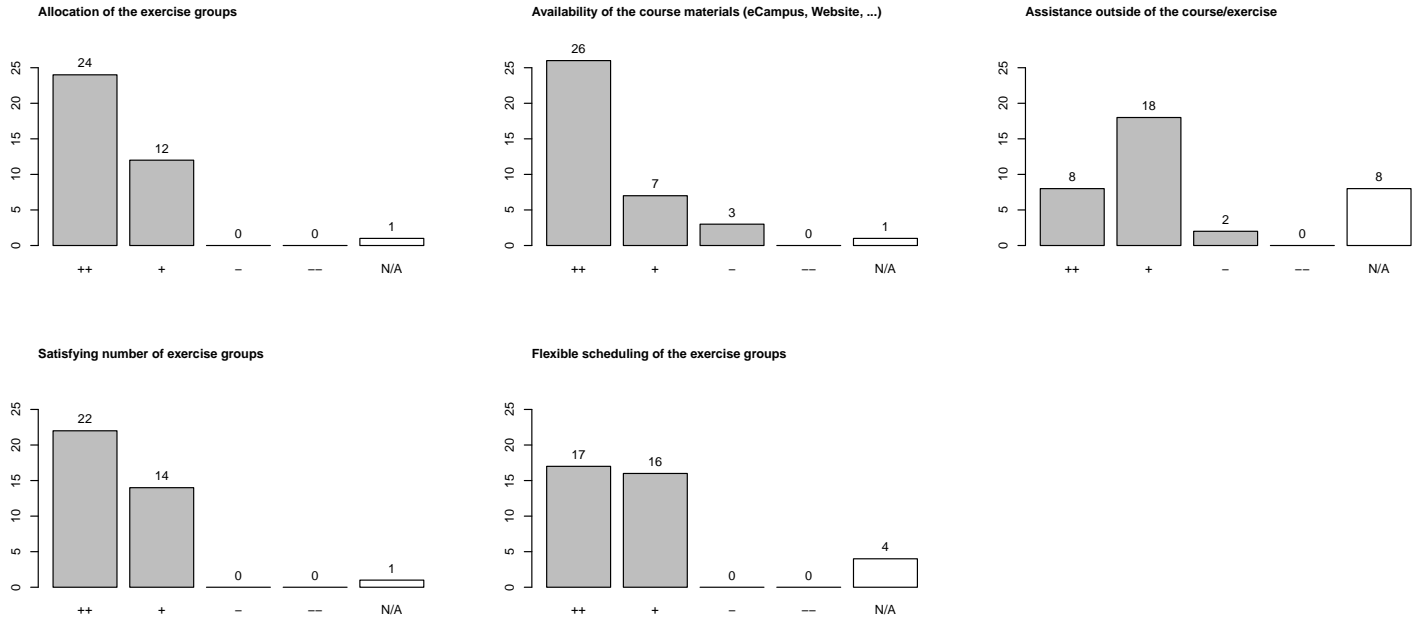 Allocation of the exercise groups
24
12
0
0
1
0 5 10 15 20 25
++ + − −− N/A
Availability of the course materials (eCampus, Website, ...)
26
7
3
0
1
0 5 10 15 20 25
++ + − −− N/A
Assistance outside of the course/exercise
8
18
2
0
8
0 5 10 15 20 25
++ + − −− N/A
Satisfying number of exercise groups
22
14
0
0
1
0 5 10 15 20 25
++ + − −− N/A
Flexible scheduling of the exercise groups
17
16
0
0
4
0 5 10 15 20 25
++ + − −− N/A